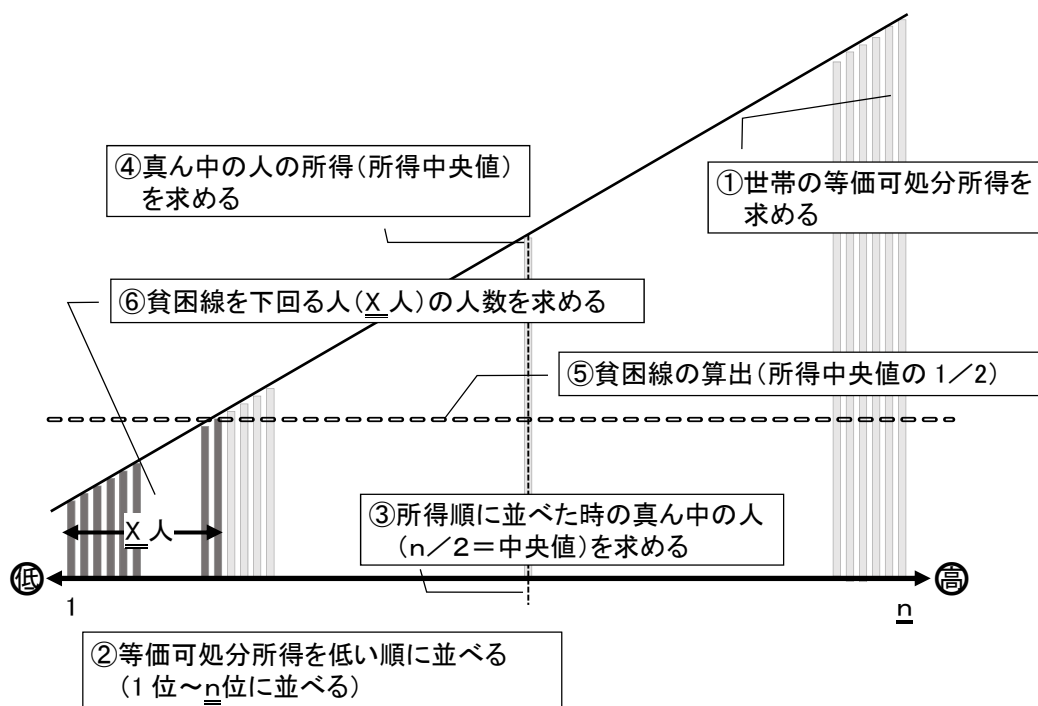 ④真ん中の人の所得(所得中央値)
を求める
①世帯の等価可処分所得を
求める
⑥貧困線を下回る人(X 人)の人数を求める
⑤貧困線の算出(所得中央値の 1/2)
X 人
③所得順に並べた時の真ん中の人
(n/2=中央値)を求める
低
高
1
n
②等価可処分所得を低い順に並べる
(1 位~n位に並べる)